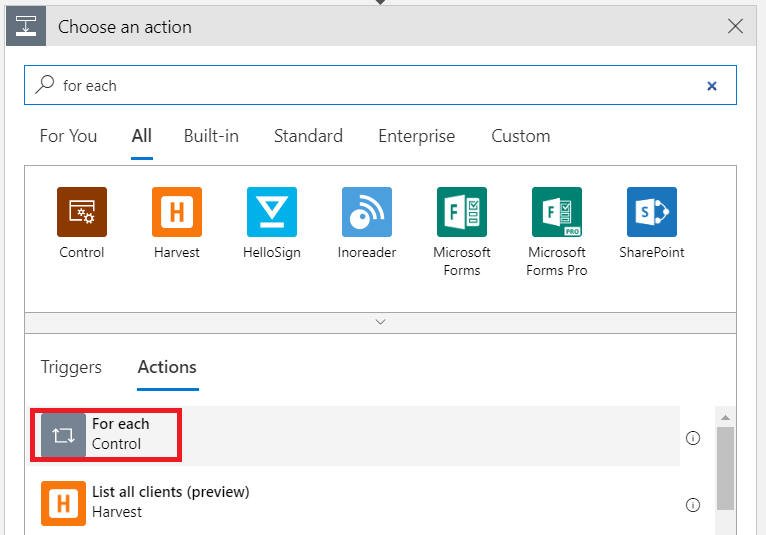 Choose an action
for each
For You All Built-in Standard Enterprise Custom
H F F PRO S
Control Harvest HelloSign Inoreader Microsoft Forms Microsoft Forms Pro SharePoint
Triggers Actions
For each
Control
H
List all clients (preview)
Harvest